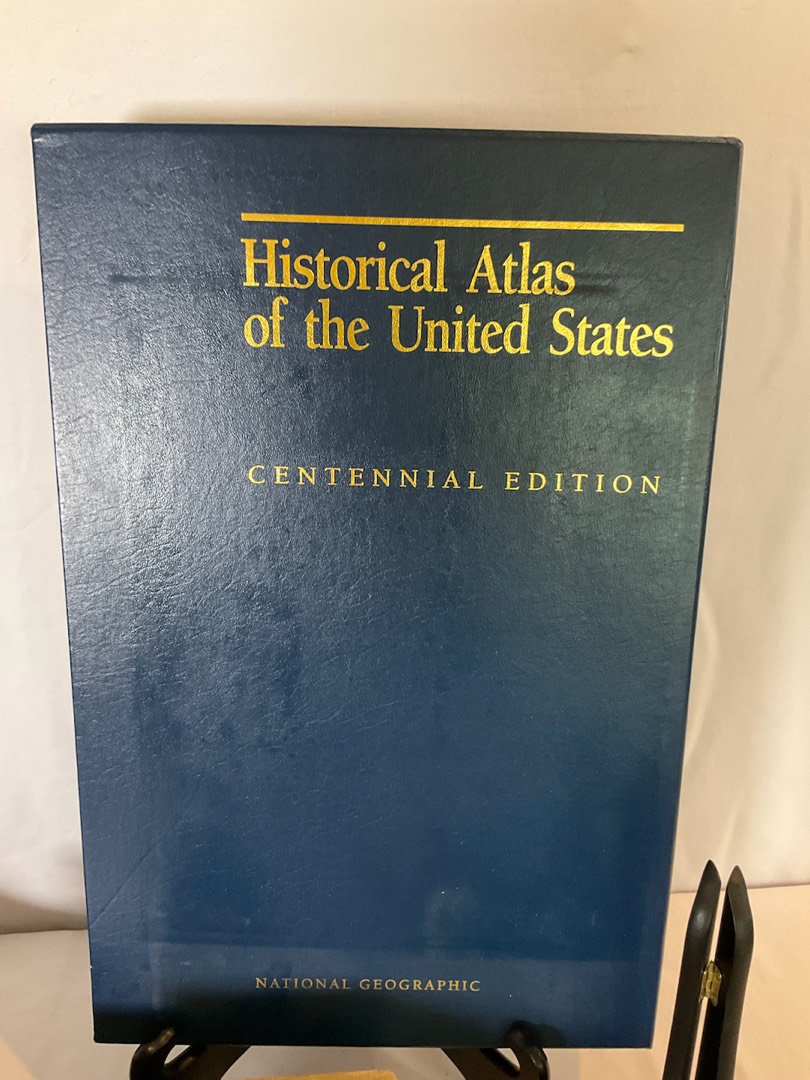 Historical Atlas
of the United States
CENTENNIAL EDITION
NATIONAL GEOGRAPHIC